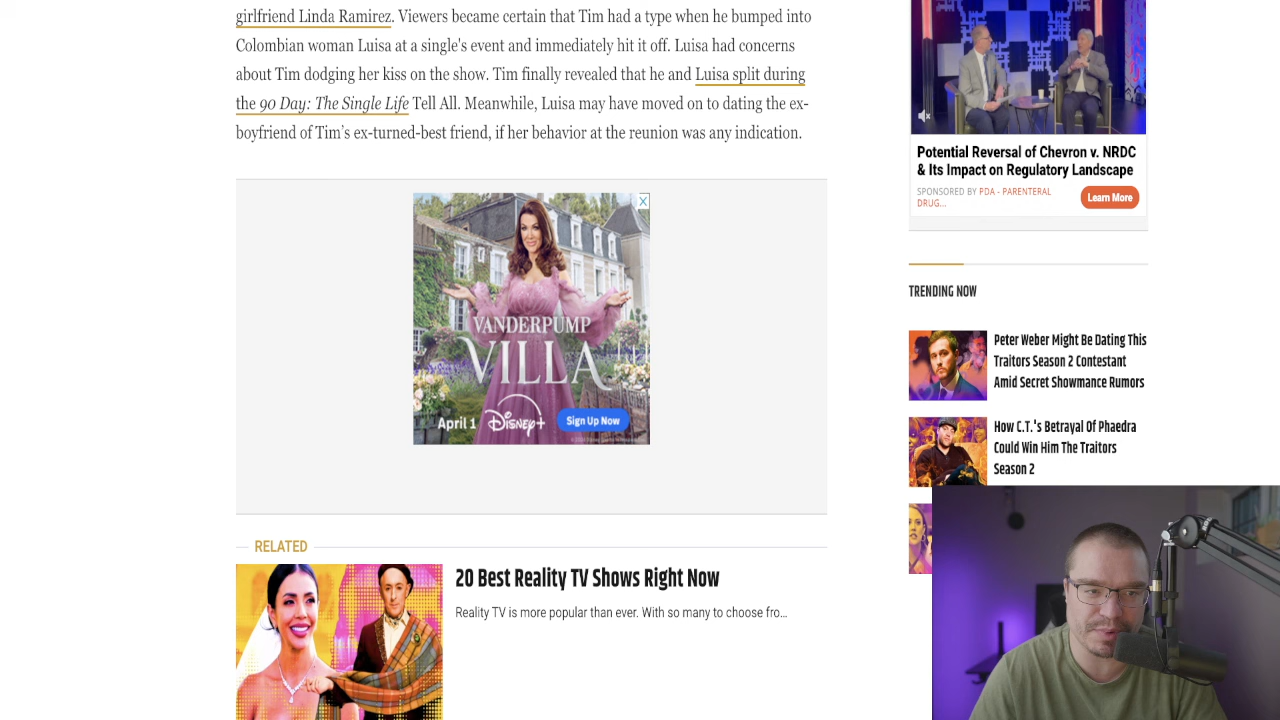 girlfriend Linda Ramirez. Viewers became certain that Tim had a type when he bumped into
Colombian woman Luisa at a single's event and immediately hit it off. Luisa had concerns
about Tim dodging her kiss on the show. Tim finally revealed that he and Luisa split during
the 90 Day: The Single Life Tell All. Meanwhile, Luisa may have moved on to dating the ex-
boyfriend of Tim’s ex-turned-best friend, if her behavior at the reunion was any indication.
VANDERPUMP
VILLA
April 1
Disney+
Sign Up Now
RELATED
20 Best Reality TV Shows Right Now
Reality TV is more popular than ever. With so many to choose fro...
Potential Reversal of Chevron v. NRDC
& Its Impact on Regulatory Landscape
SPONSORED BY PDA - PARENTERAL
DRUG...
Learn More
TRENDING NOW
Peter Weber Might Be Dating This
Traitors Season 2 Contestant
Amid Secret Showmance Rumors
How C.T.'s Betrayal Of Phaedra
Could Win Him The Traitors
Season 2